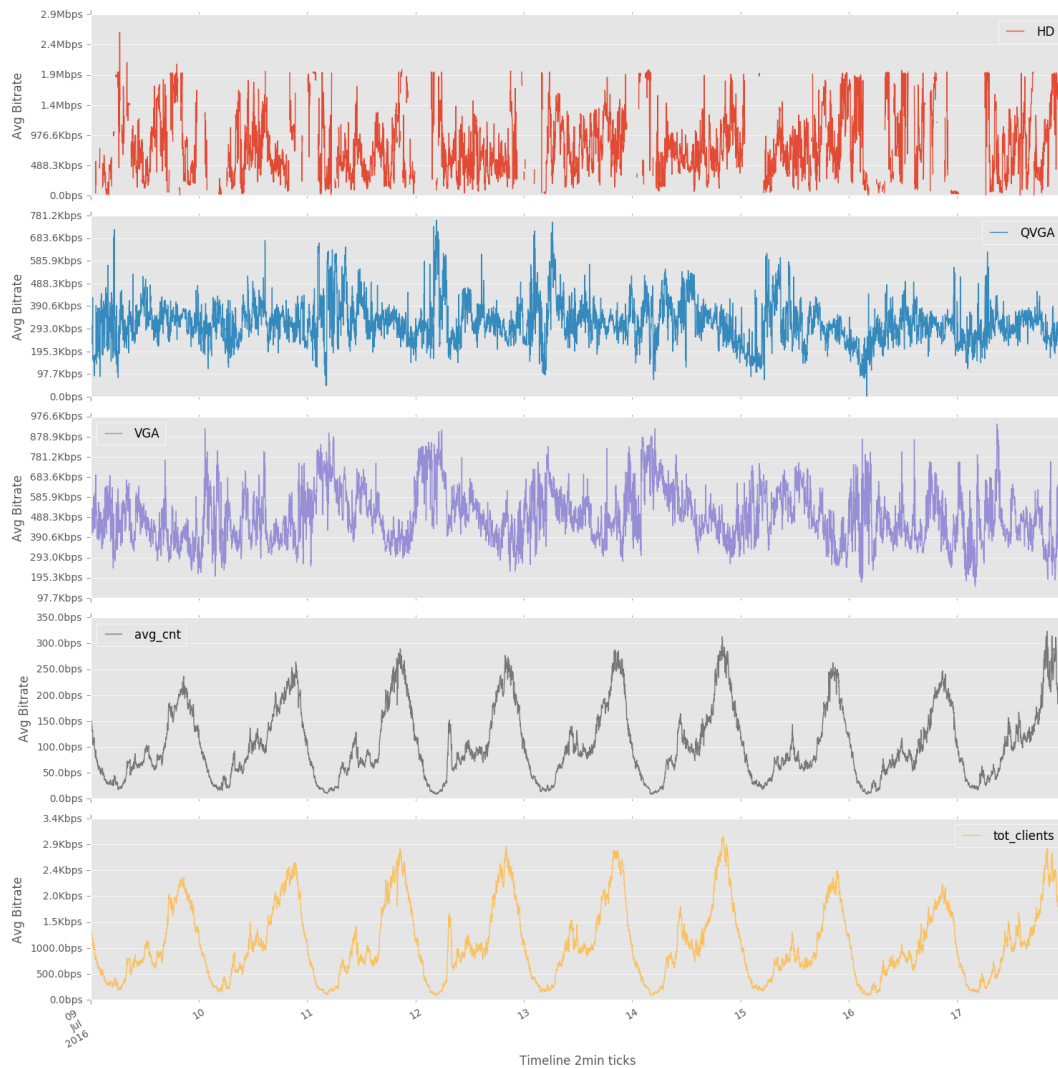 2.9Mbps
2.4Mbps
1.9Mbps
1.4Mbps
976.6Kbps
488.3Kbps
0.0bps
Avg Bitrate
HD
781.2Kbps
683.6Kbps
585.9Kbps
488.3Kbps
390.6Kbps
293.0Kbps
195.3Kbps
97.7Kbps
0.0bps
Avg Bitrate
QVGA
976.6Kbps
878.9Kbps
781.2Kbps
683.6Kbps
585.9Kbps
488.3Kbps
390.6Kbps
293.0Kbps
195.3Kbps
97.7Kbps
Avg Bitrate
VGA
350.0bps
300.0bps
250.0bps
200.0bps
150.0bps
100.0bps
50.0bps
0.0bps
Avg Bitrate
avg_cnt
3.4Kbps
2.9Kbps
2.4Kbps
2.0Kbps
1.5Kbps
1000.0bps
500.0bps
0.0bps
Avg Bitrate
tot_clients
09
Jul
2016
10
11
12
13
14
15
16
17
Timeline 2min ticks